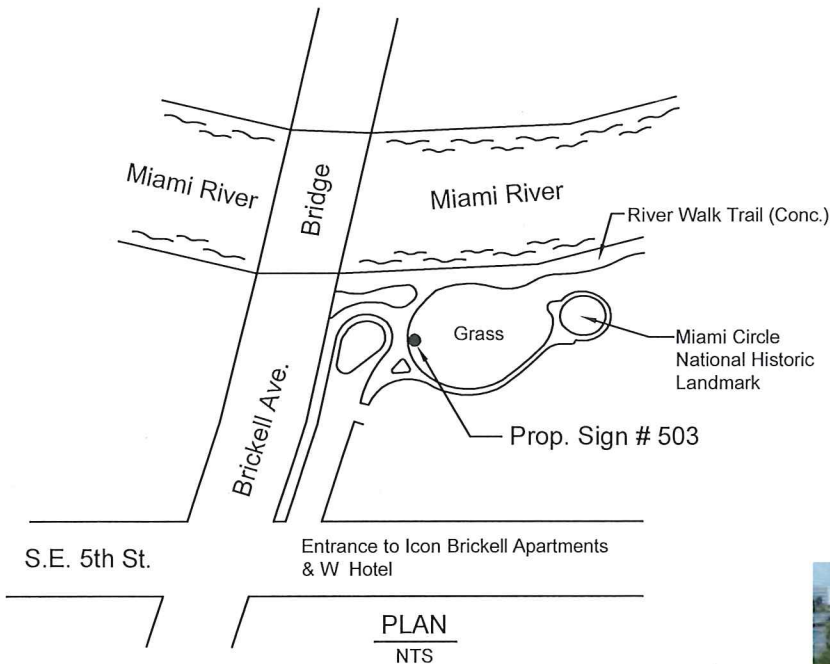 Miami River
Bridge
Miami River
River Walk Trail (Conc.)
Grass
Miami Circle
National Historic
Landmark
Prop. Sign # 503
Brickell Ave.
S.E. 5th St.
Entrance to Icon Brickell Apartments
& W Hotel
PLAN
NTS